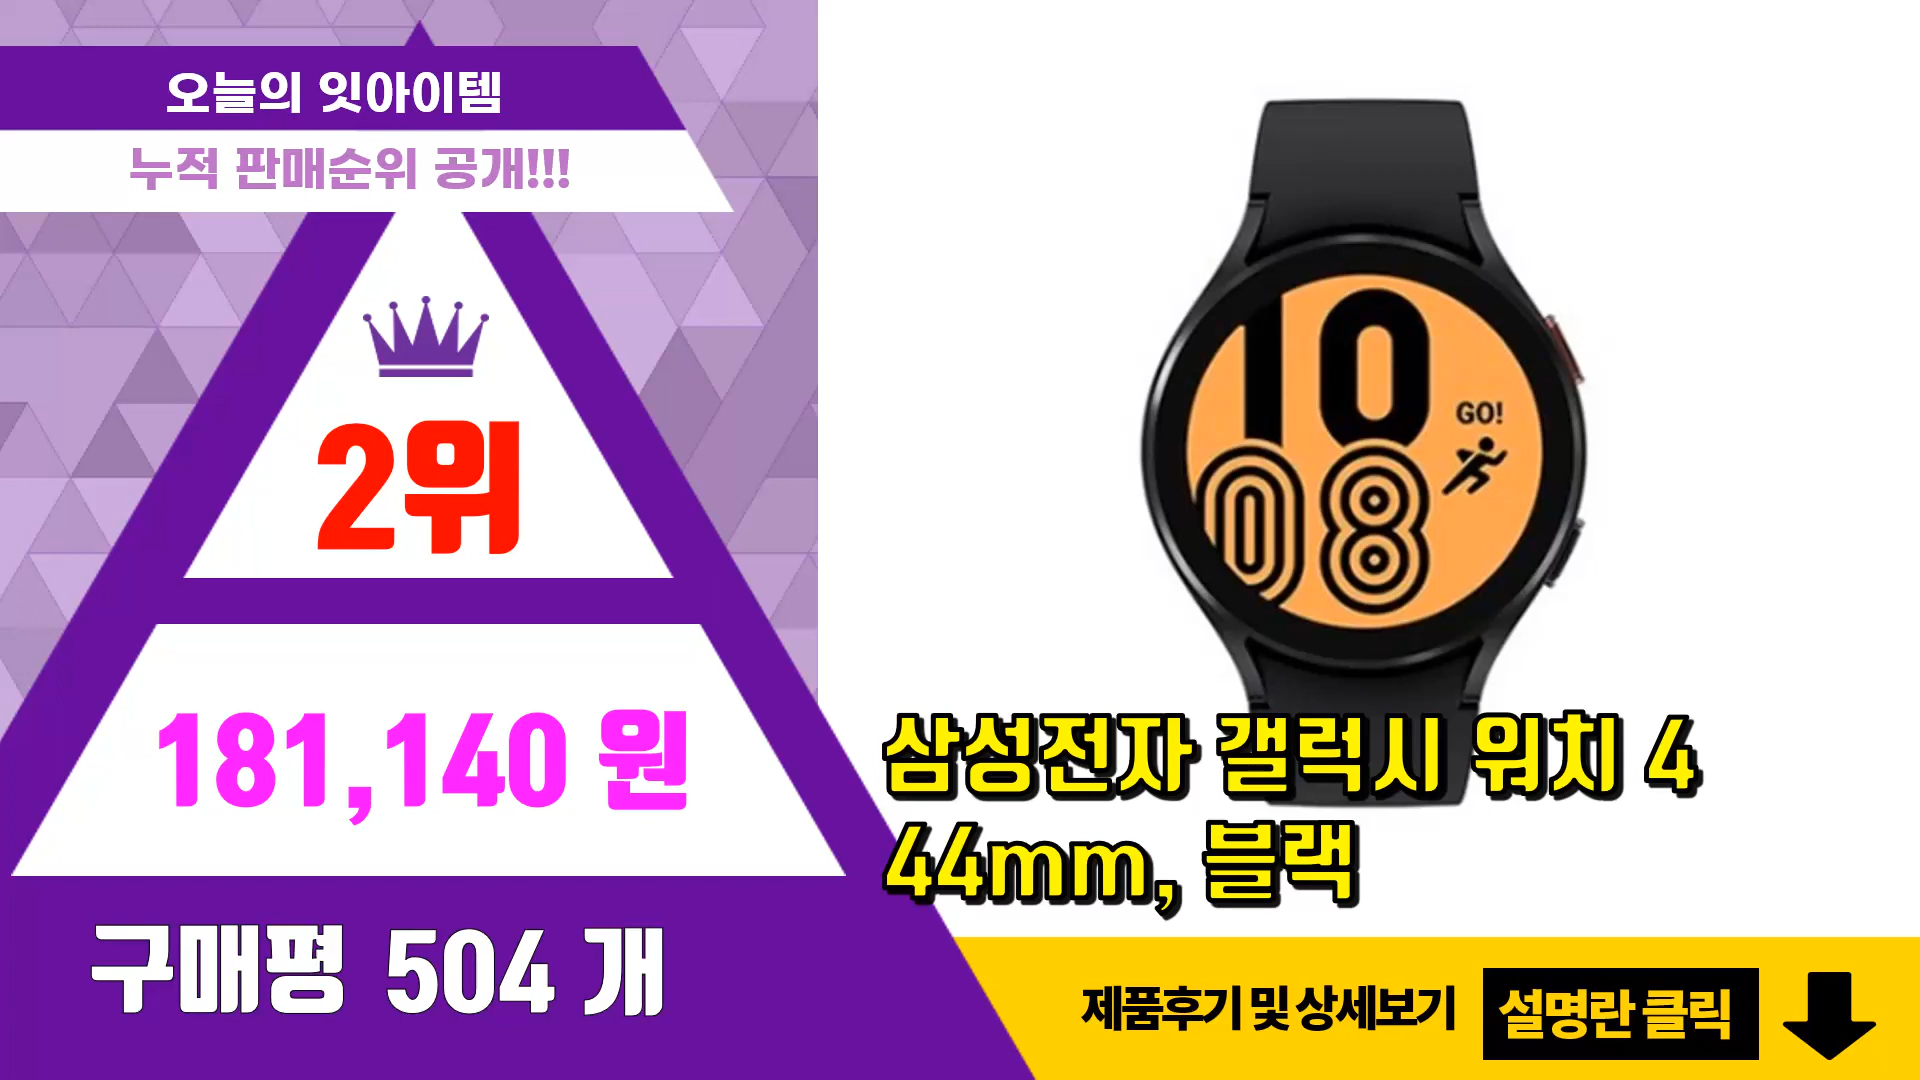 오늘의 잇아이템
누적 판매순위 공개!!!
2위
181,140 원
구매평 504 개
10
08
GO!
삼성전자 갤럭시 워치 4
44mm, 블랙
제품후기 및 상세보기
설명란 클릭